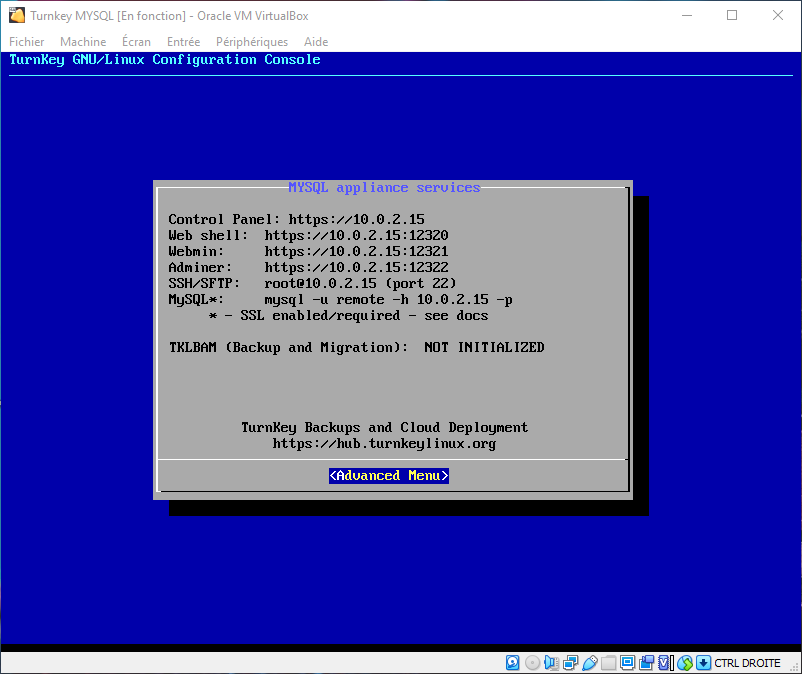 Turnkey MYSQL [En fonction] - Oracle VM VirtualBox
Fichier Machine Écran Entrée Périphériques Aide
TurnKey GNU/Linux Configuration Console
MYSQL appliance services
Control Panel: https://10.0.2.15
Web shell: https://10.0.2.15:12320
Webmin: https://10.0.2.15:12321
Adminer: https://10.0.2.15:12322
SSH/SFTP: root@10.0.2.15 (port 22)
MySQL*: mysql -u remote -h 10.0.2.15 -p
* - SSL enabled/required - see docs
TKLBAM (Backup and Migration): NOT INITIALIZED
TurnKey Backups and Cloud Deployment
https://hub.turnkeylinux.org
<Advanced Menu>
CTRL DROITE